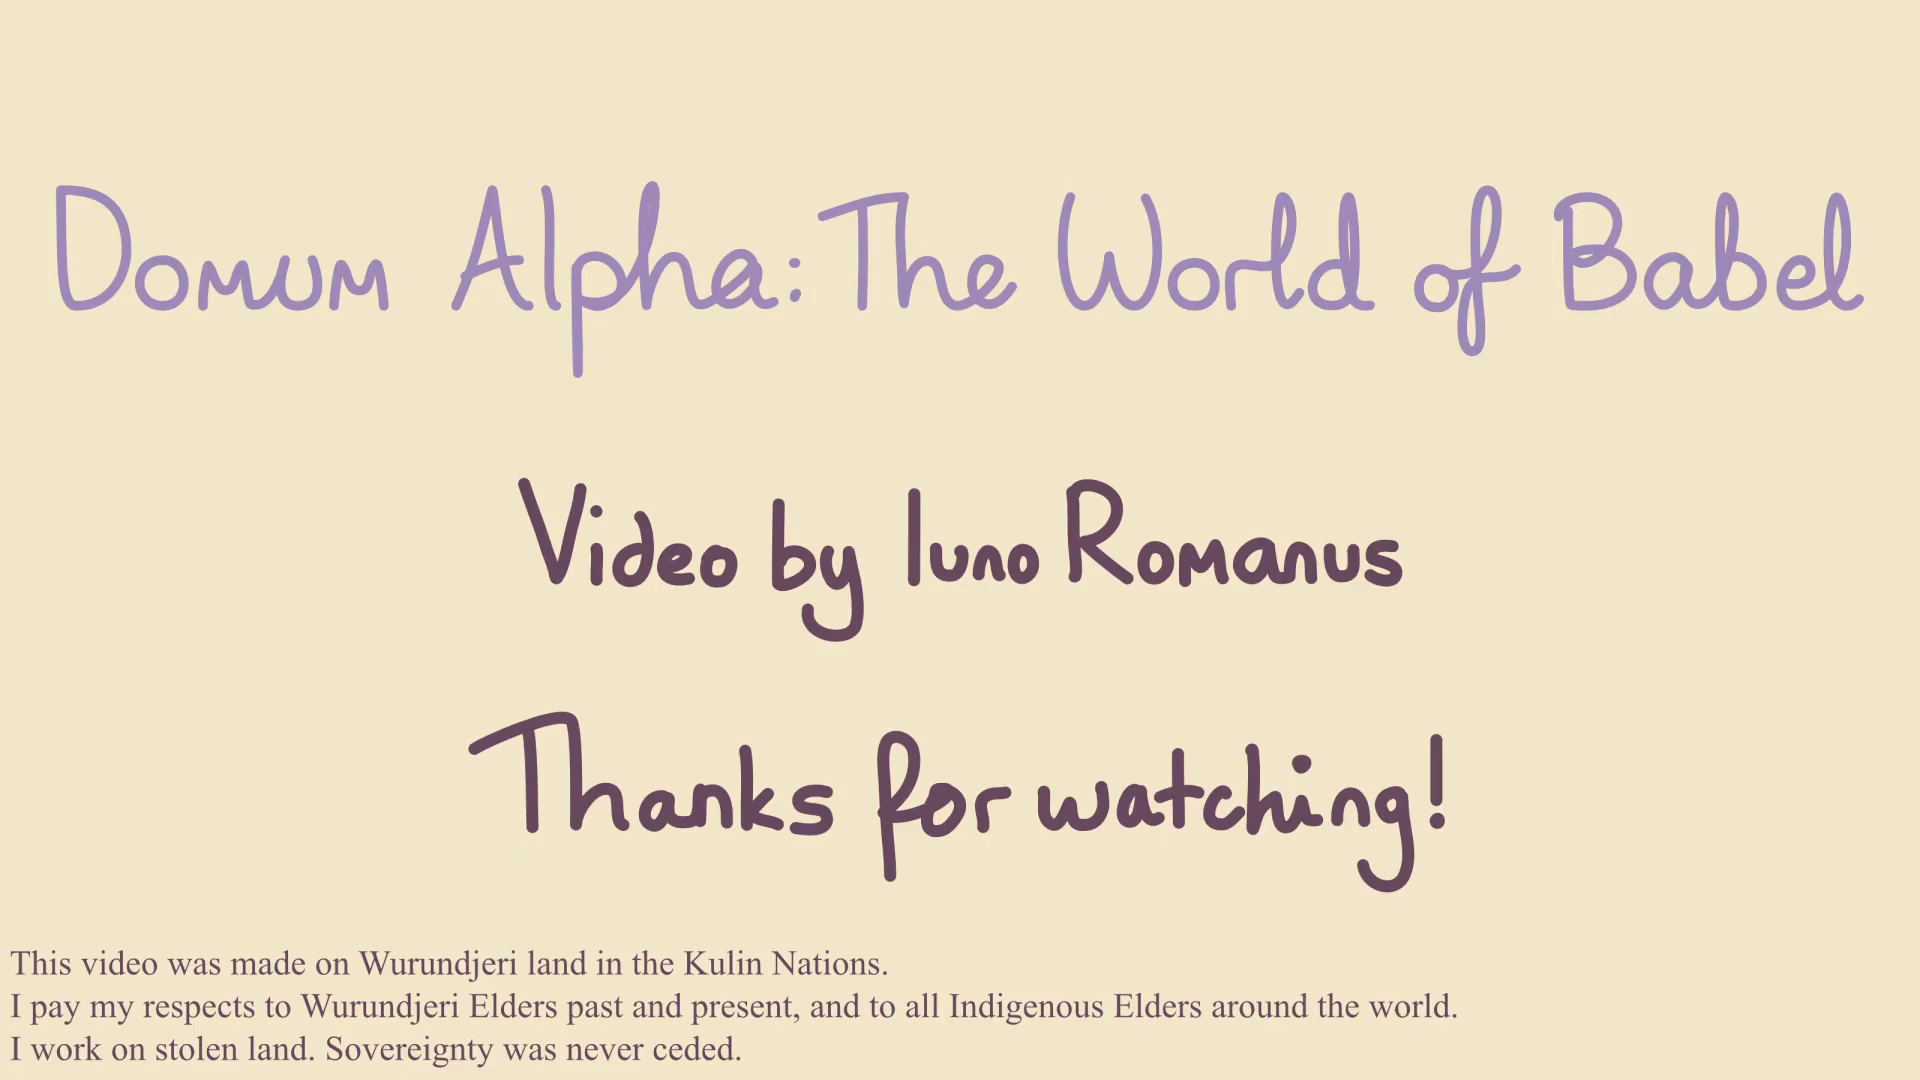 Domum Alpha: The World of Babel
Video by Iuno Romanus
Thanks for watching!
This video was made on Wurundjeri land in the Kulin Nations.
I pay my respects to Wurundjeri Elders past and present, and to all Indigenous Elders around the world.
I work on stolen land. Sovereignty was never ceded.